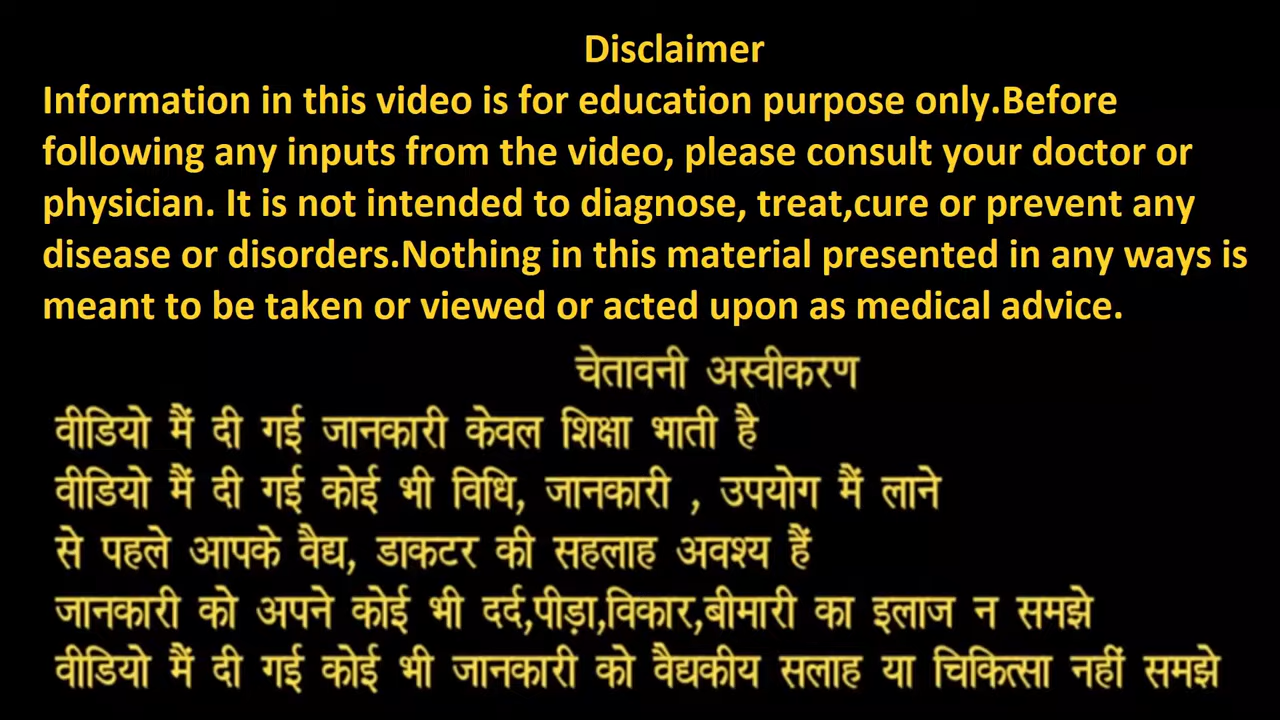 Disclaimer
Information in this video is for education purpose only.Before
following any inputs from the video, please consult your doctor or
physician. It is not intended to diagnose, treat,cure or prevent any
disease or disorders.Nothing in this material presented in any ways is
meant to be taken or viewed or acted upon as medical advice.
चेतावनी अस्वीकरण
वीडियो मैं दी गई जानकारी केवल शिक्षा भाती है
वीडियो मैं दी गई कोई भी विधि, जानकारी , उपयोग मैं लाने
से पहले आपके वैद्य, डाकटर की सहलाह अवश्य हैं
जानकारी को अपने कोई भी दर्द,पीड़ा,विकार,बीमारी का इलाज न समझे
वीडियो मैं दी गई कोई भी जानकारी को वैद्यकीय सलाह या चिकित्सा नहीं समझे